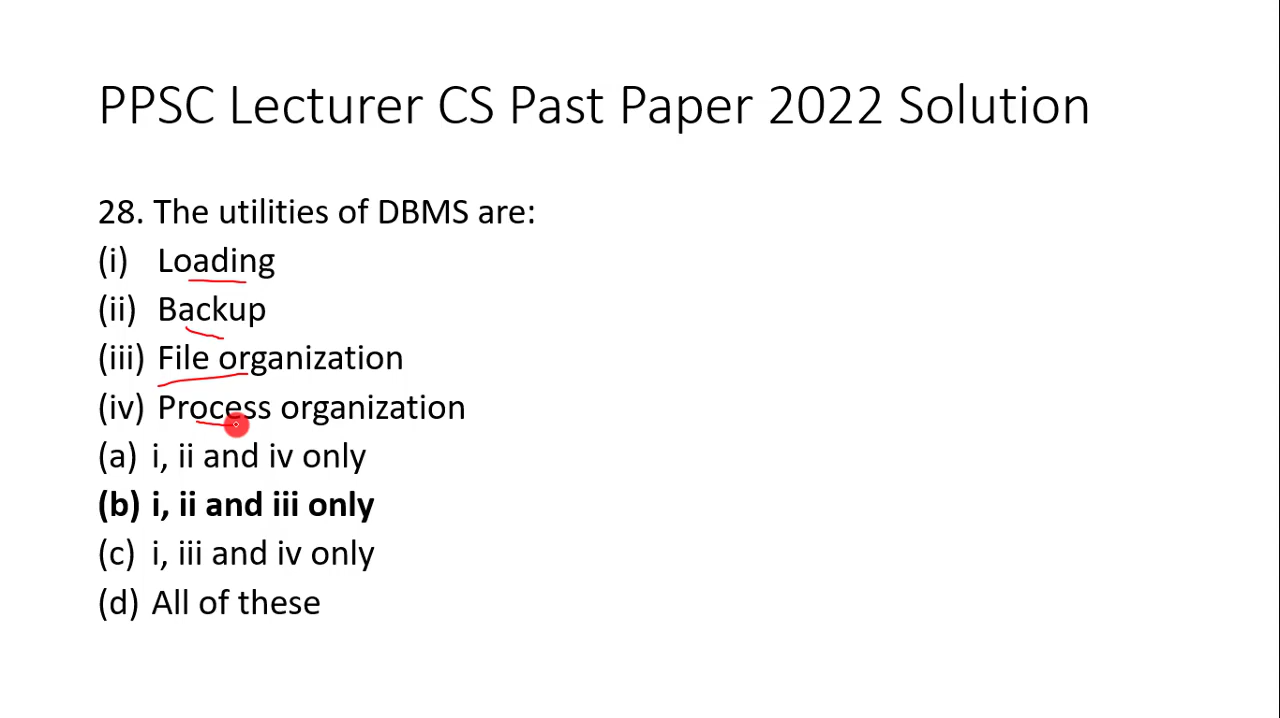 PPSC Lecturer CS Past Paper 2022 Solution
28. The utilities of DBMS are:
(i) Loading
(ii) Backup
(iii) File organization
(iv) Process organization
(a) i, ii and iv only
(b) i, ii and iii only
(c) i, iii and iv only
(d) All of these